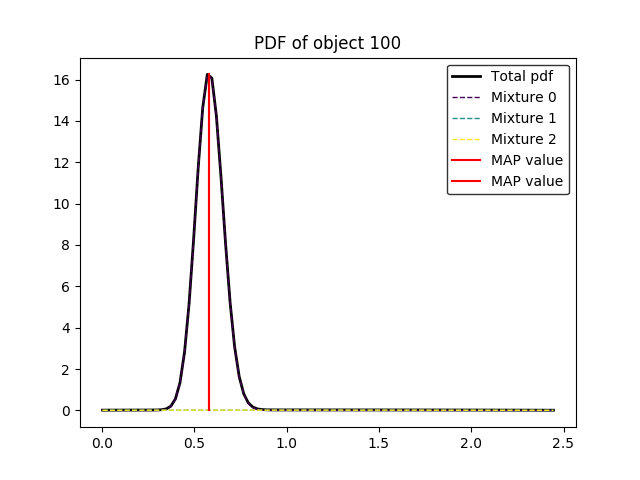 PDF of object 100
Total pdf
Mixture 0
Mixture 1
Mixture 2
MAP value
MAP value
16
14
12
10
8
6
4
2
0
0.0 0.5 1.0 1.5 2.0 2.5